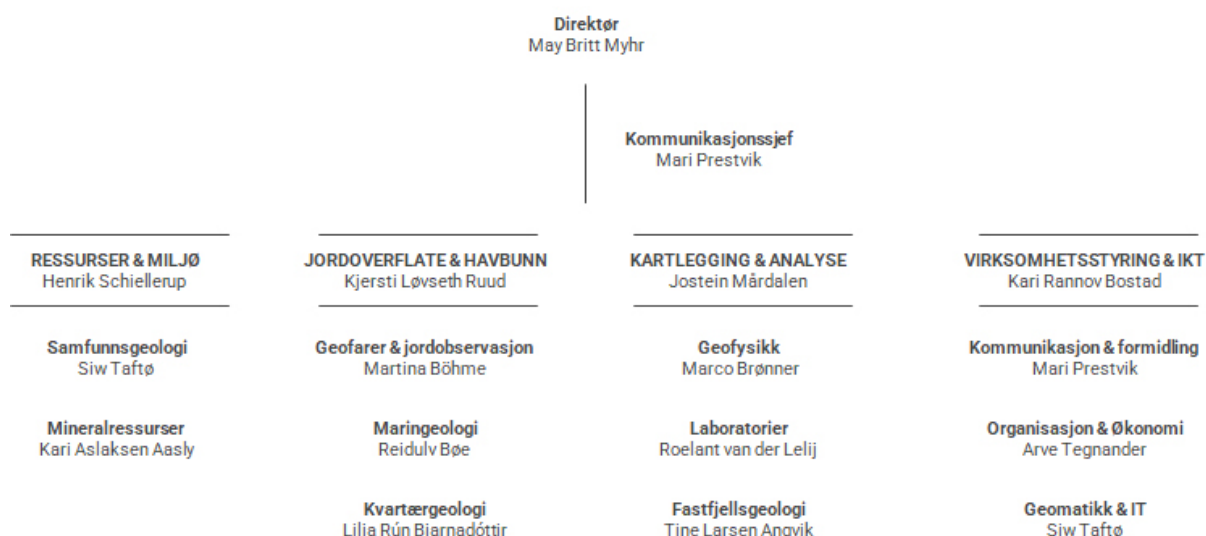 Direktør
May Britt Myhr
Kommunikasjonssjef
Mari Prestvik
RESSURSER & MILJØ
Henrik Schiellerup
JORDOVERFLATE & HAVBUNN
Kjersti Løvseth Ruud
KARTLEGGING & ANALYSE
Jostein Mårdalen
VIRKSOMHETSSTYRING & IKT
Kari Rannov Bostad
Samfunnsgeologi
Siw Taftø
Geofarer & jordobservasjon
Martina Böhme
Geofysikk
Marco Brønner
Kommunikasjon & formidling
Mari Prestvik
Mineralressurser
Kari Aslaksen Aasly
Maringeologi
Reidulv Bøe
Laboratorier
Roelant van der Lelij
Organisasjon & Økonomi
Arve Tegnander
Kvartærgeologi
Lilja Rún Bjarnadóttir
Fastfjellsgeologi
Tine Larsen Angvik
Geomatikk & IT
Siw Taftø